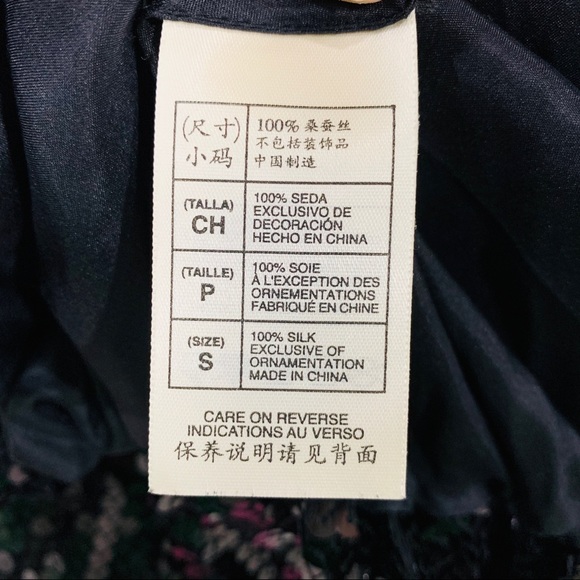 (尺寸)
小码
100% 桑蚕丝
不包括装饰品
中国制造
(TALLA)
CH
100% SEDA
EXCLUSIVO DE
DECORACIÓN
HECHO EN CHINA
(TAILLE)
P
100% SOIE
À L'EXCEPTION DES
ORNEMENTATIONS
FABRIQUÉ EN CHINE
(SIZE)
S
100% SILK
EXCLUSIVE OF
ORNAMENTATION
MADE IN CHINA
CARE ON REVERSE
INDICATIONS AU VERSO
保养说明请见背面